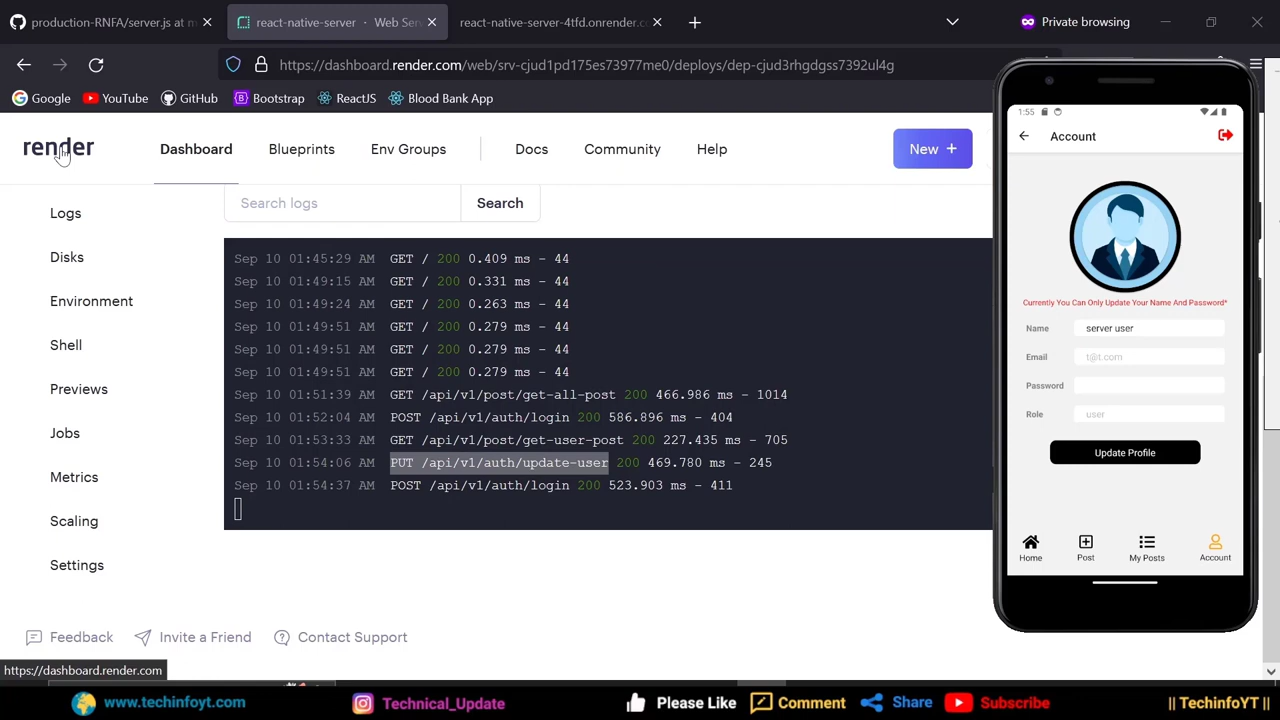 production-RNFA/server.js at m
react-native-server · Web Serv
react-native-server-4tfd.onrender.c
Private browsing
https://dashboard.render.com/web/srv-cjud1pd175es73977me0/deploys/dep-cjud3rhgdgss7392ul4g
Google
YouTube
GitHub
Bootstrap
ReactJS
Blood Bank App
render
Dashboard
Blueprints
Env Groups
Docs
Community
Help
New +
Logs
Disks
Environment
Shell
Previews
Jobs
Metrics
Scaling
Settings
Search logs
Search
Sep 10 01:45:29 AM GET / 200 0.409 ms - 44
Sep 10 01:49:15 AM GET / 200 0.331 ms - 44
Sep 10 01:49:24 AM GET / 200 0.263 ms - 44
Sep 10 01:49:51 AM GET / 200 0.279 ms - 44
Sep 10 01:49:51 AM GET / 200 0.279 ms - 44
Sep 10 01:49:51 AM GET / 200 0.279 ms - 44
Sep 10 01:51:39 AM GET /api/v1/post/get-all-post 200 466.986 ms - 1014
Sep 10 01:52:04 AM POST /api/v1/auth/login 200 586.896 ms - 404
Sep 10 01:53:33 AM GET /api/v1/post/get-user-post 200 227.435 ms - 705
Sep 10 01:54:06 AM PUT /api/v1/auth/update-user 200 469.780 ms - 245
Sep 10 01:54:37 AM POST /api/v1/auth/login 200 523.903 ms - 411
Feedback
Invite a Friend
Contact Support
https://dashboard.render.com
1:55
Account
Currently You Can Only Update Your Name And Password*
Name server user
Email t@t.com
Password
Role user
Update Profile
Home
Post
My Posts
Account
www.techinfoyt.com
Technical_Update
Please Like
Comment
Share
Subscribe
|| TechinfoYT ||